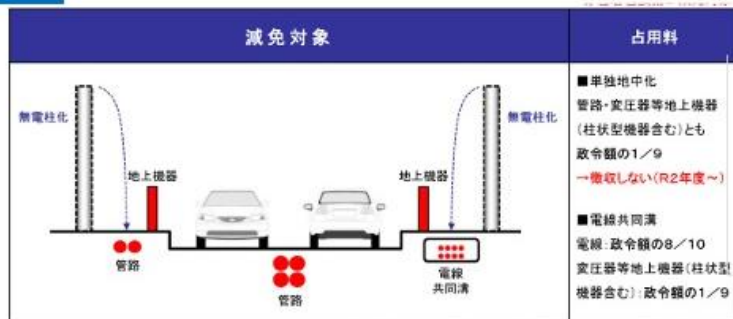 減免対象
占用料
無電柱化
無電柱化
地上機器
地上機器
管路
管路
電線
共同溝
■単独地中化
管路・変圧器等地上機器
(柱状型機器含む)とも
政令額の1/9
→徴収しない(R2年度~)
■電線共同溝
電線:政令額の8/10
変圧器等地上機器(柱状型
機器含む):政令額の1/9